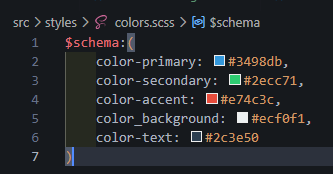 src > styles > colors.scss > $schema
1 $schema:(
2 color-primary: #3498db,
3 color-secondary: #2ecc71,
4 color-accent: #e74c3c,
5 color_background: #ecf0f1,
6 color-text: #2c3e50
7 )